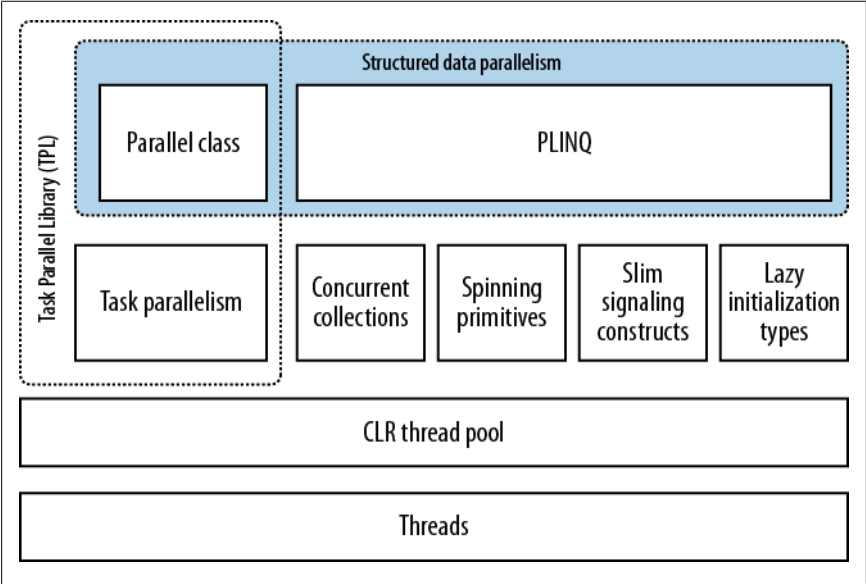 Structured data parallelism
Task Parallel Library (TPL)
Parallel class
PLINQ
Task parallelism
Concurrent
collections
Spinning
primitives
Slim
signaling
constructs
Lazy
initialization
types
CLR thread pool
Threads